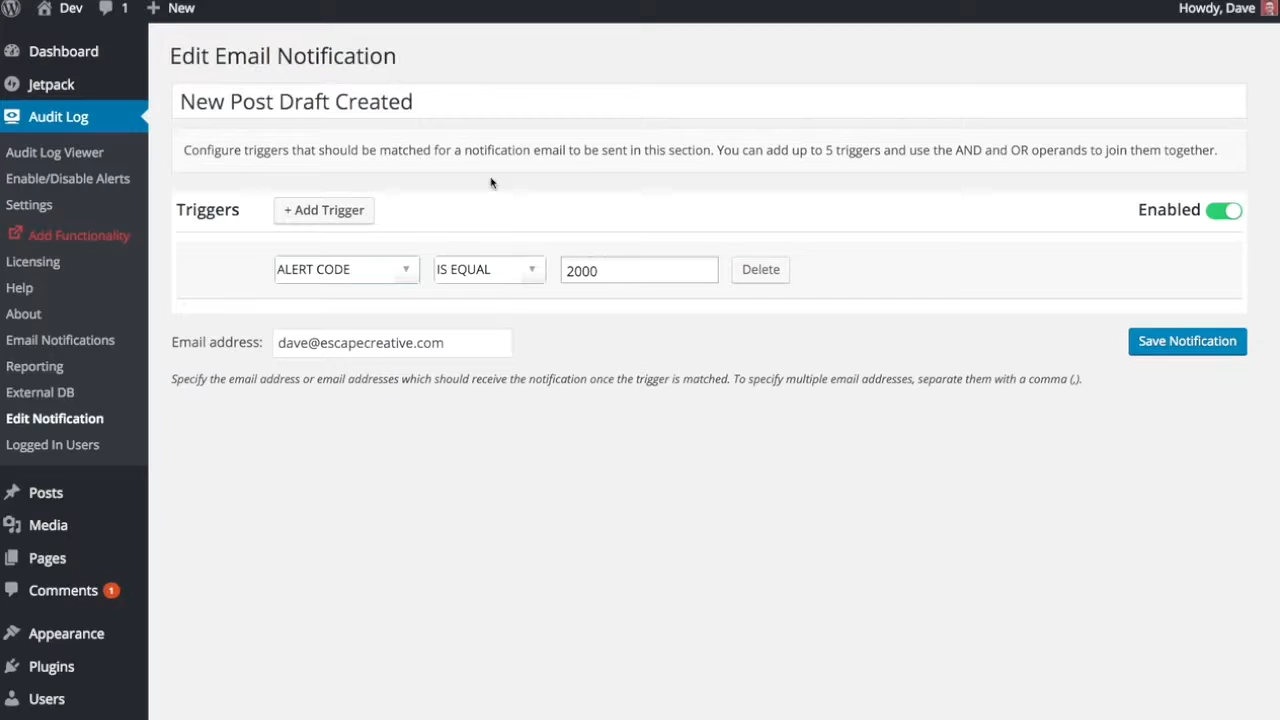 Dev 1 New Howdy, Dave
Dashboard
Jetpack
Audit Log
Audit Log Viewer
Enable/Disable Alerts
Settings
Add Functionality
Licensing
Help
About
Email Notifications
Reporting
External DB
Edit Notification
Logged In Users
Posts
Media
Pages
Comments 1
Appearance
Plugins
Users
Edit Email Notification
New Post Draft Created
Configure triggers that should be matched for a notification email to be sent in this section. You can add up to 5 triggers and use the AND and OR operands to join them together.
Triggers + Add Trigger Enabled
ALERT CODE IS EQUAL 2000 Delete
Email address: dave@escapecreative.com Save Notification
Specify the email address or email addresses which should receive the notification once the trigger is matched. To specify multiple email addresses, separate them with a comma (,).